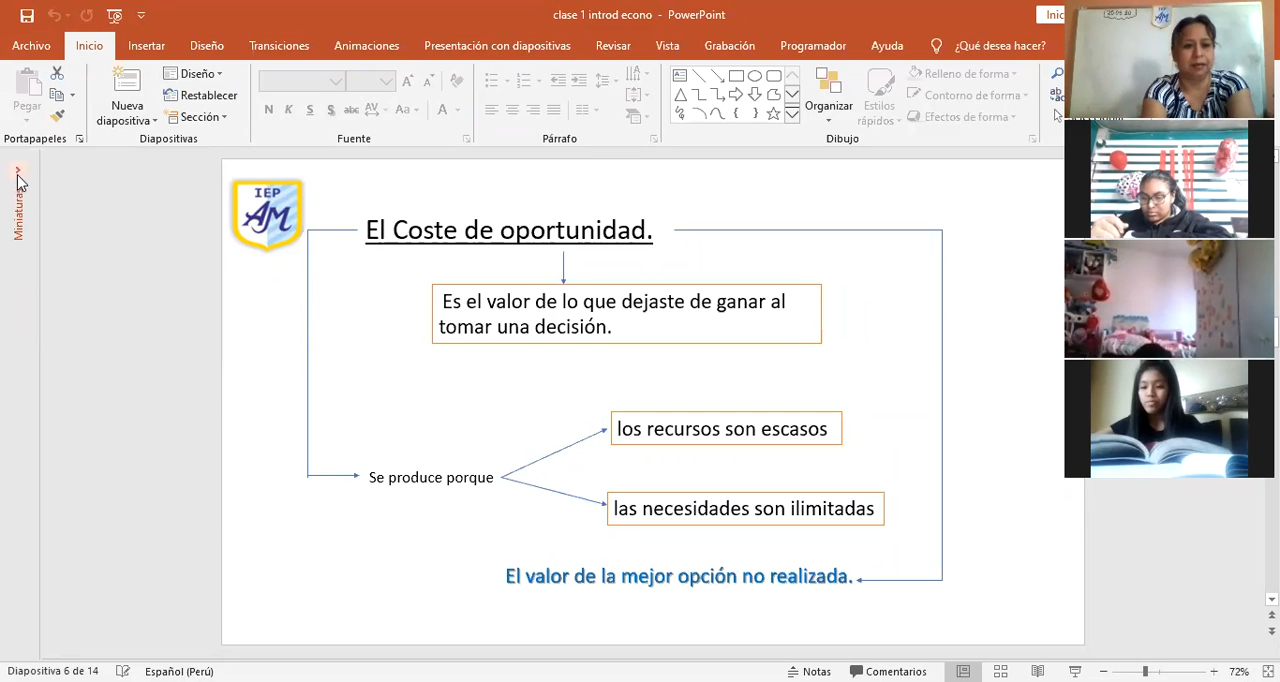 clase 1 introd econo - PowerPoint
Inic
Archivo Inicio Insertar Diseño Transiciones Animaciones Presentación con diapositivas Revisar Vista Grabación Programador Ayuda ¿Qué desea hacer?
Pegar
Nueva diapositiva
Diseño
Restablecer
Sección
N K S S abc AV Aa A
Organizar
Estilos rápidos
Relleno de forma
Contorno de forma
Efectos de forma
Portapapeles Diapositivas Fuente Párrafo Dibujo
Miniaturas
IEP
AM
El Coste de oportunidad.
Es el valor de lo que dejaste de ganar al
tomar una decisión.
los recursos son escasos
Se produce porque
las necesidades son ilimitadas
El valor de la mejor opción no realizada.
Diapositiva 6 de 14 Español (Perú) Notas Comentarios 72%